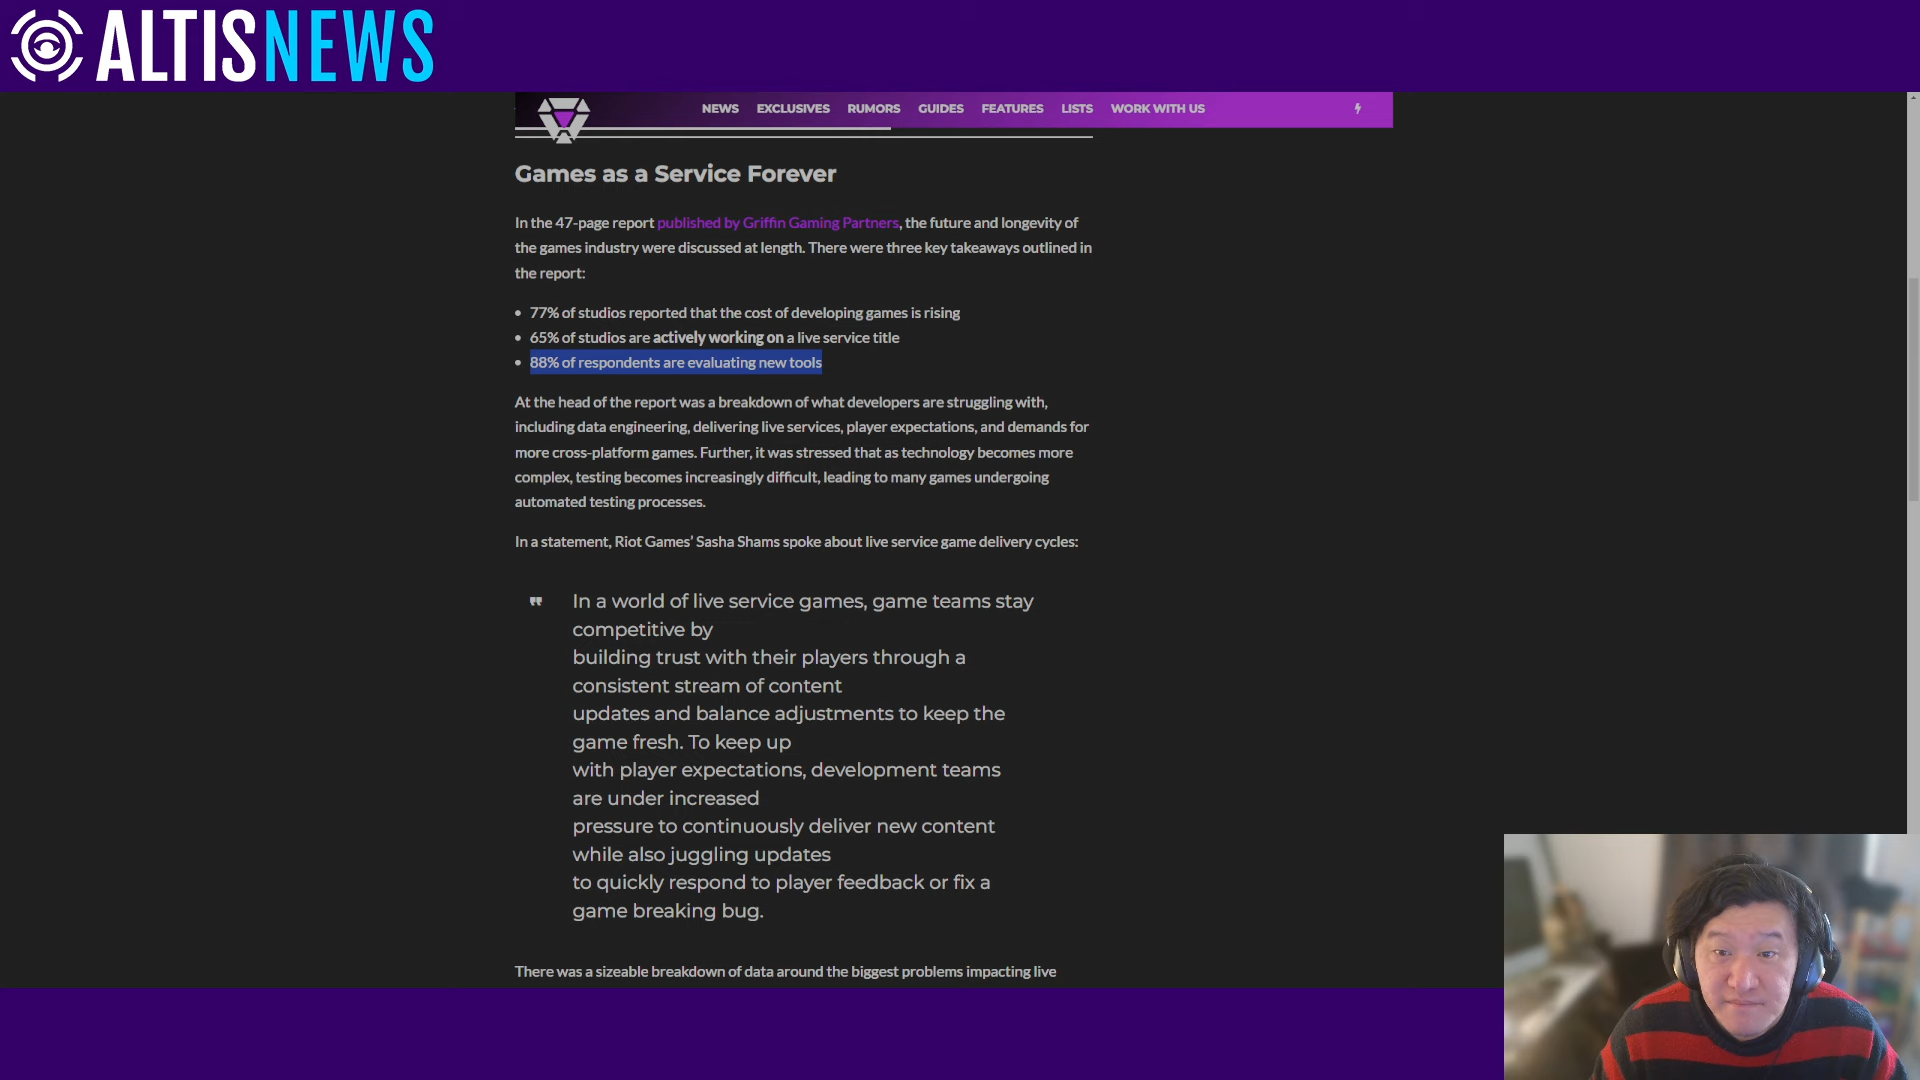 ALTISNEWS
NEWS EXCLUSIVES RUMORS GUIDES FEATURES LISTS WORK WITH US
Games as a Service Forever
In the 47-page report published by Griffin Gaming Partners, the future and longevity of
the games industry were discussed at length. There were three key takeaways outlined in
the report:
• 77% of studios reported that the cost of developing games is rising
• 65% of studios are actively working on a live service title
• 88% of respondents are evaluating new tools
At the head of the report was a breakdown of what developers are struggling with,
including data engineering, delivering live services, player expectations, and demands for
more cross-platform games. Further, it was stressed that as technology becomes more
complex, testing becomes increasingly difficult, leading to many games undergoing
automated testing processes.
In a statement, Riot Games’ Sasha Shams spoke about live service game delivery cycles:
" In a world of live service games, game teams stay
competitive by
building trust with their players through a
consistent stream of content
updates and balance adjustments to keep the
game fresh. To keep up
with player expectations, development teams
are under increased
pressure to continuously deliver new content
while also juggling updates
to quickly respond to player feedback or fix a
game breaking bug.
There was a sizeable breakdown of data around the biggest problems impacting live